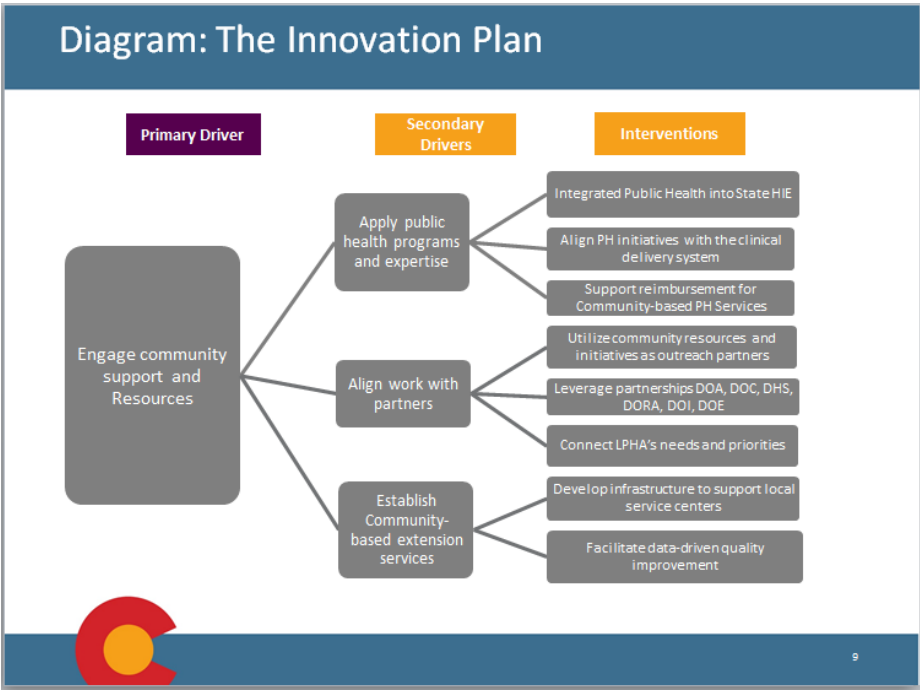 Diagram: The Innovation Plan
Primary Driver
Secondary
Drivers
Interventions
Engage community
support and
Resources
Apply public
health programs
and expertise
Integrated Public Health into State HIE
Align PH initiatives with the clinical
delivery system
Support reimbursement for
Community-based PH Services
Align work with
partners
Utilize community resources and
initiatives as outreach partners
Leverage partnerships DOA, DOC, DHS,
DORA, DOI, DOE
Connect LPHA's needs and priorities
Establish
Community-
based extension
services
Develop infrastructure to support local
service centers
Facilitate data-driven quality
improvement
9